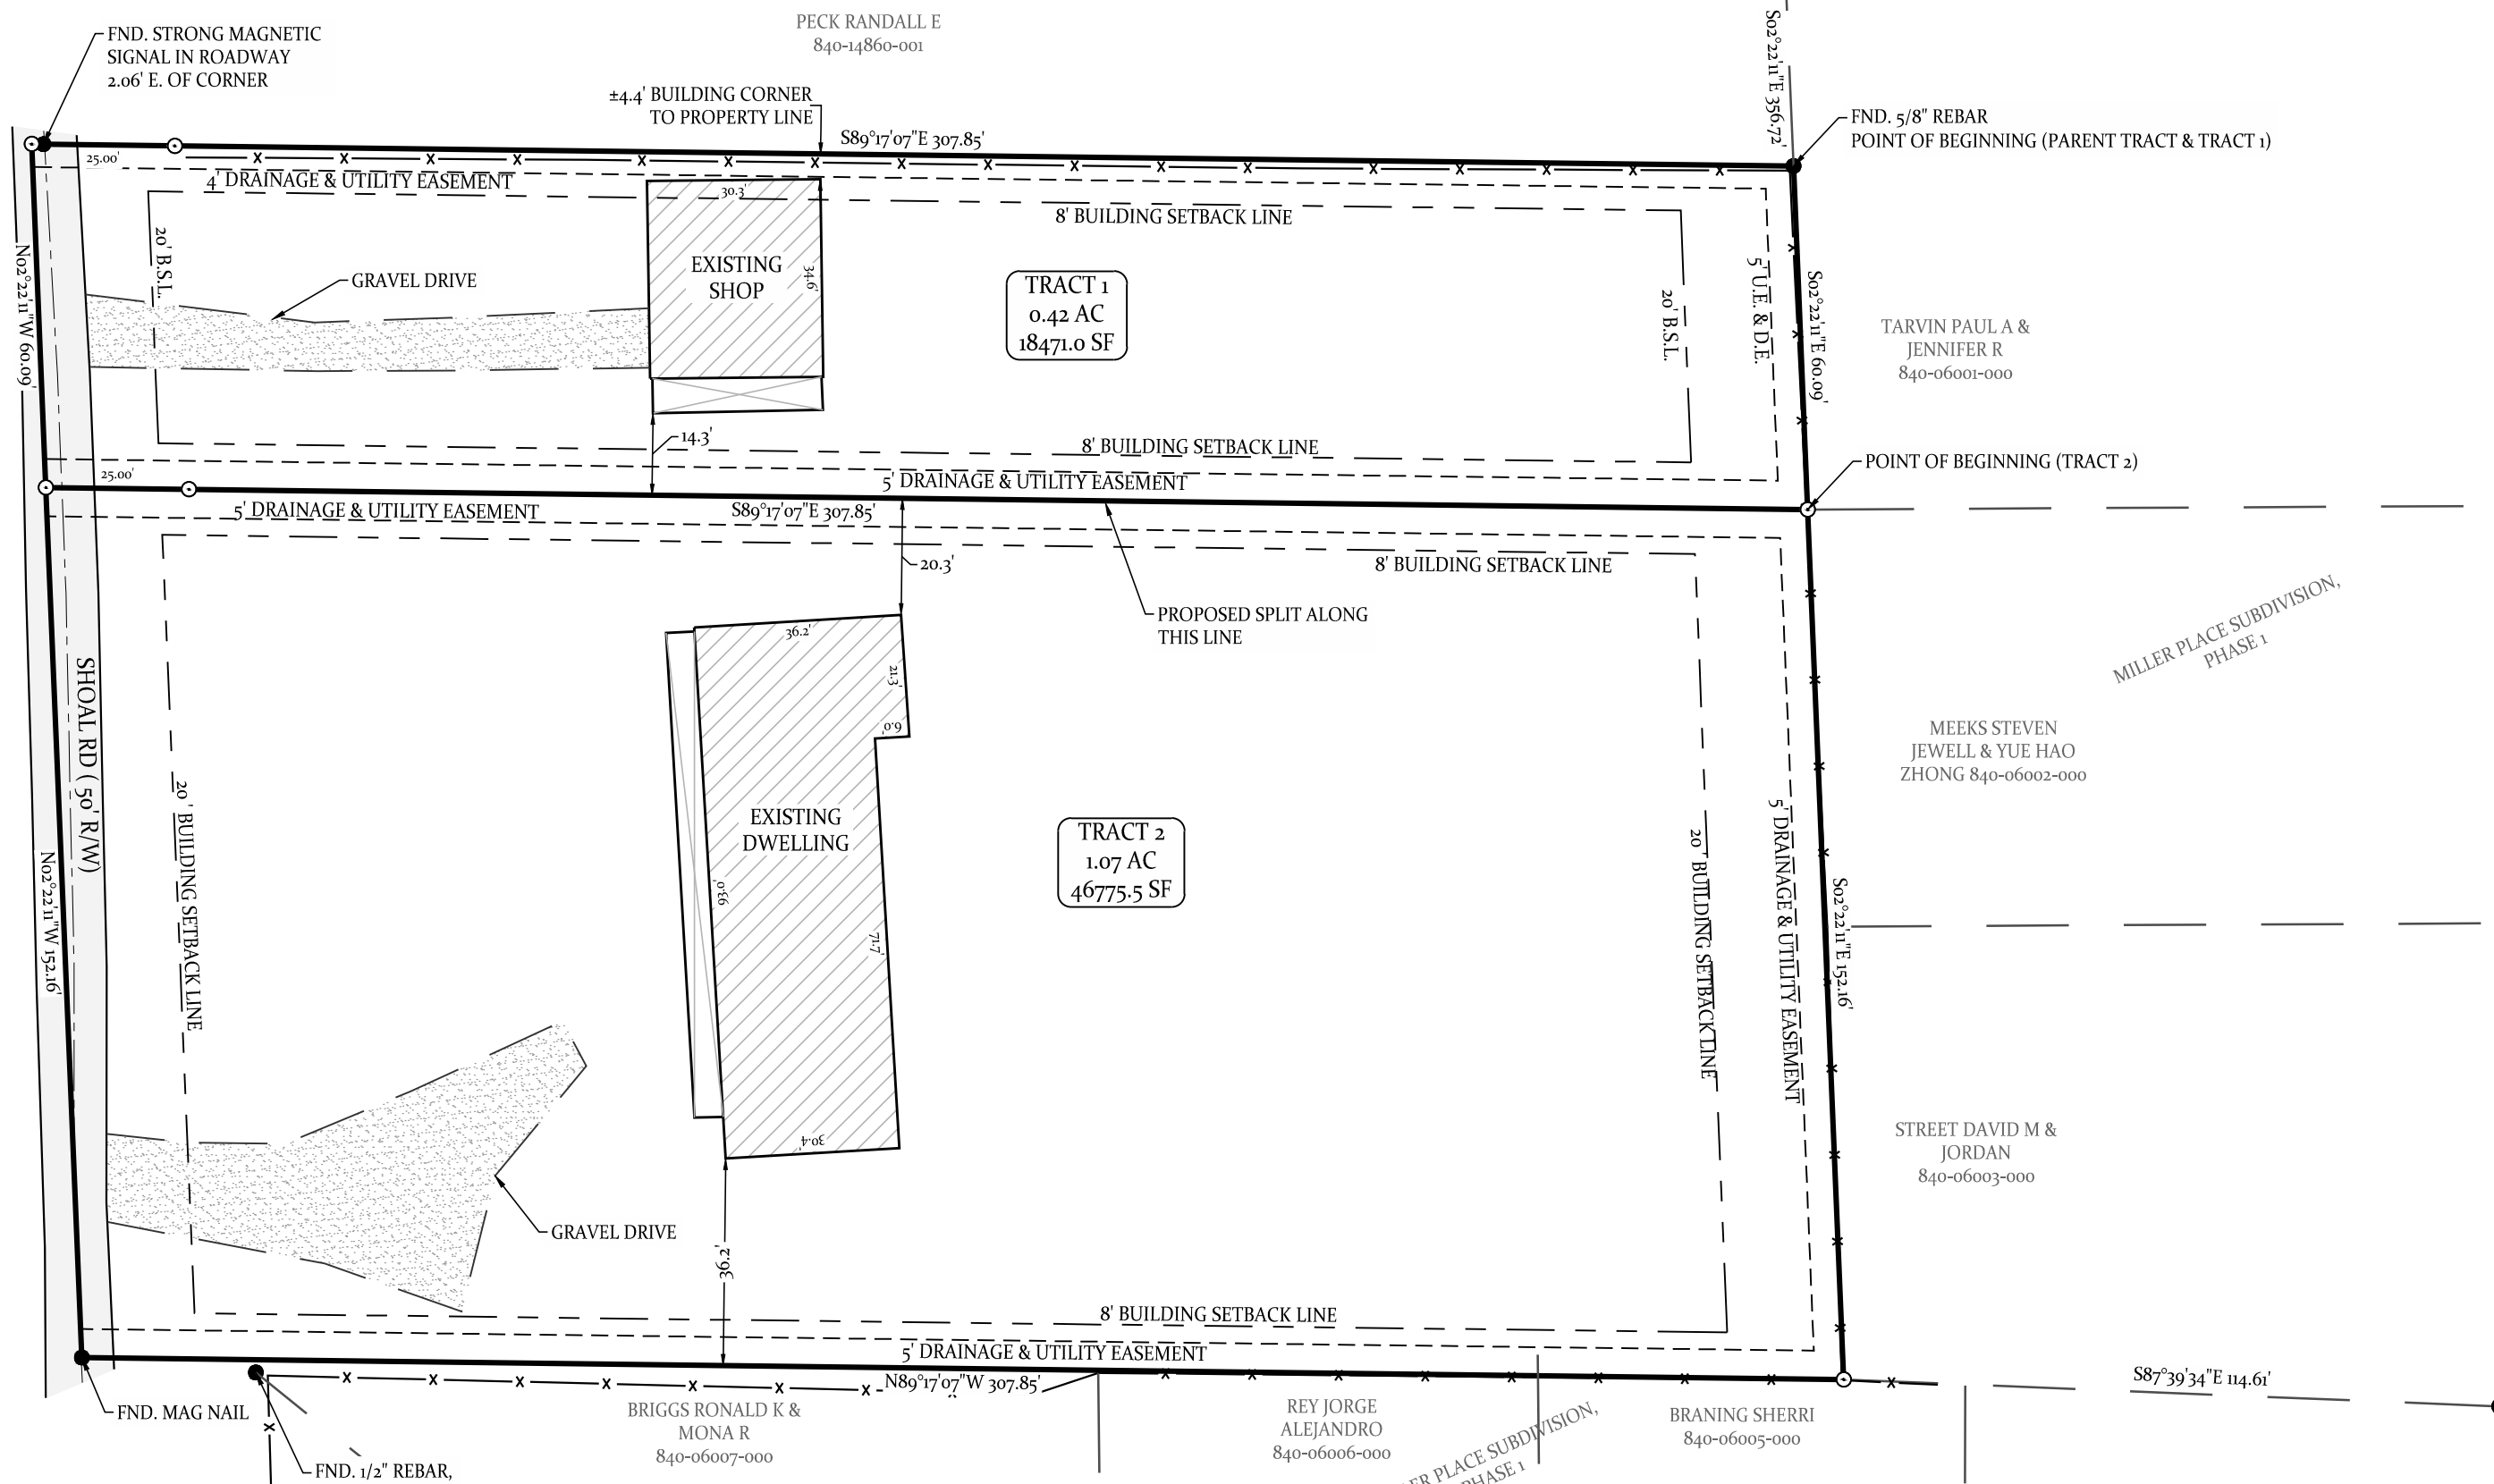 PECK RANDALL E
840-14860-001
FND. STRONG MAGNETIC
SIGNAL IN ROADWAY
2.06' E. OF CORNER
±4.4' BUILDING CORNER
TO PROPERTY LINE
S89°17'07"E 307.85'
S02°22'11"E 356.72'
FND. 5/8" REBAR
POINT OF BEGINNING (PARENT TRACT & TRACT 1)
25.00'
4' DRAINAGE & UTILITY EASEMENT
30.3'
8' BUILDING SETBACK LINE
N02°22'11"W 60.09'
20' B.S.L.
GRAVEL DRIVE
EXISTING
SHOP
34.6'
TRACT 1
0.42 AC
18471.0 SF
20' B.S.L.
5' U.E. & D.E.
S02°22'11"E 60.09'
TARVIN PAUL A &
JENNIFER R
840-06001-000
14.3'
8' BUILDING SETBACK LINE
POINT OF BEGINNING (TRACT 2)
25.00'
5' DRAINAGE & UTILITY EASEMENT
5' DRAINAGE & UTILITY EASEMENT
S89°17'07"E 307.85'
20.3'
8' BUILDING SETBACK LINE
PROPOSED SPLIT ALONG
THIS LINE
MILLER PLACE SUBDIVISION,
PHASE 1
SHOAL RD ( 50' R/W)
36.2'
21.3'
6.0'
MEEKS STEVEN
JEWELL & YUE HAO
ZHONG 840-06002-000
20 ' BUILDING SETBACK LINE
EXISTING
DWELLING
93.0'
71.7'
TRACT 2
1.07 AC
46775.5 SF
20 ' BUILDING SETBACK LINE
5' DRAINAGE & UTILITY EASEMENT
N02°22'11"W 152.16'
S02°22'11"E 152.16'
STREET DAVID M &
JORDAN
840-06003-000
30.4'
GRAVEL DRIVE
36.2'
8' BUILDING SETBACK LINE
5' DRAINAGE & UTILITY EASEMENT
N89°17'07"W 307.85'
S87°39'34"E 114.61'
FND. MAG NAIL
BRIGGS RONALD K &
MONA R
840-06007-000
REY JORGE
ALEJANDRO
840-06006-000
BRANING SHERRI
840-06005-000
PLACE SUBDIVISION,
PHASE 1
FND. 1/2" REBAR,